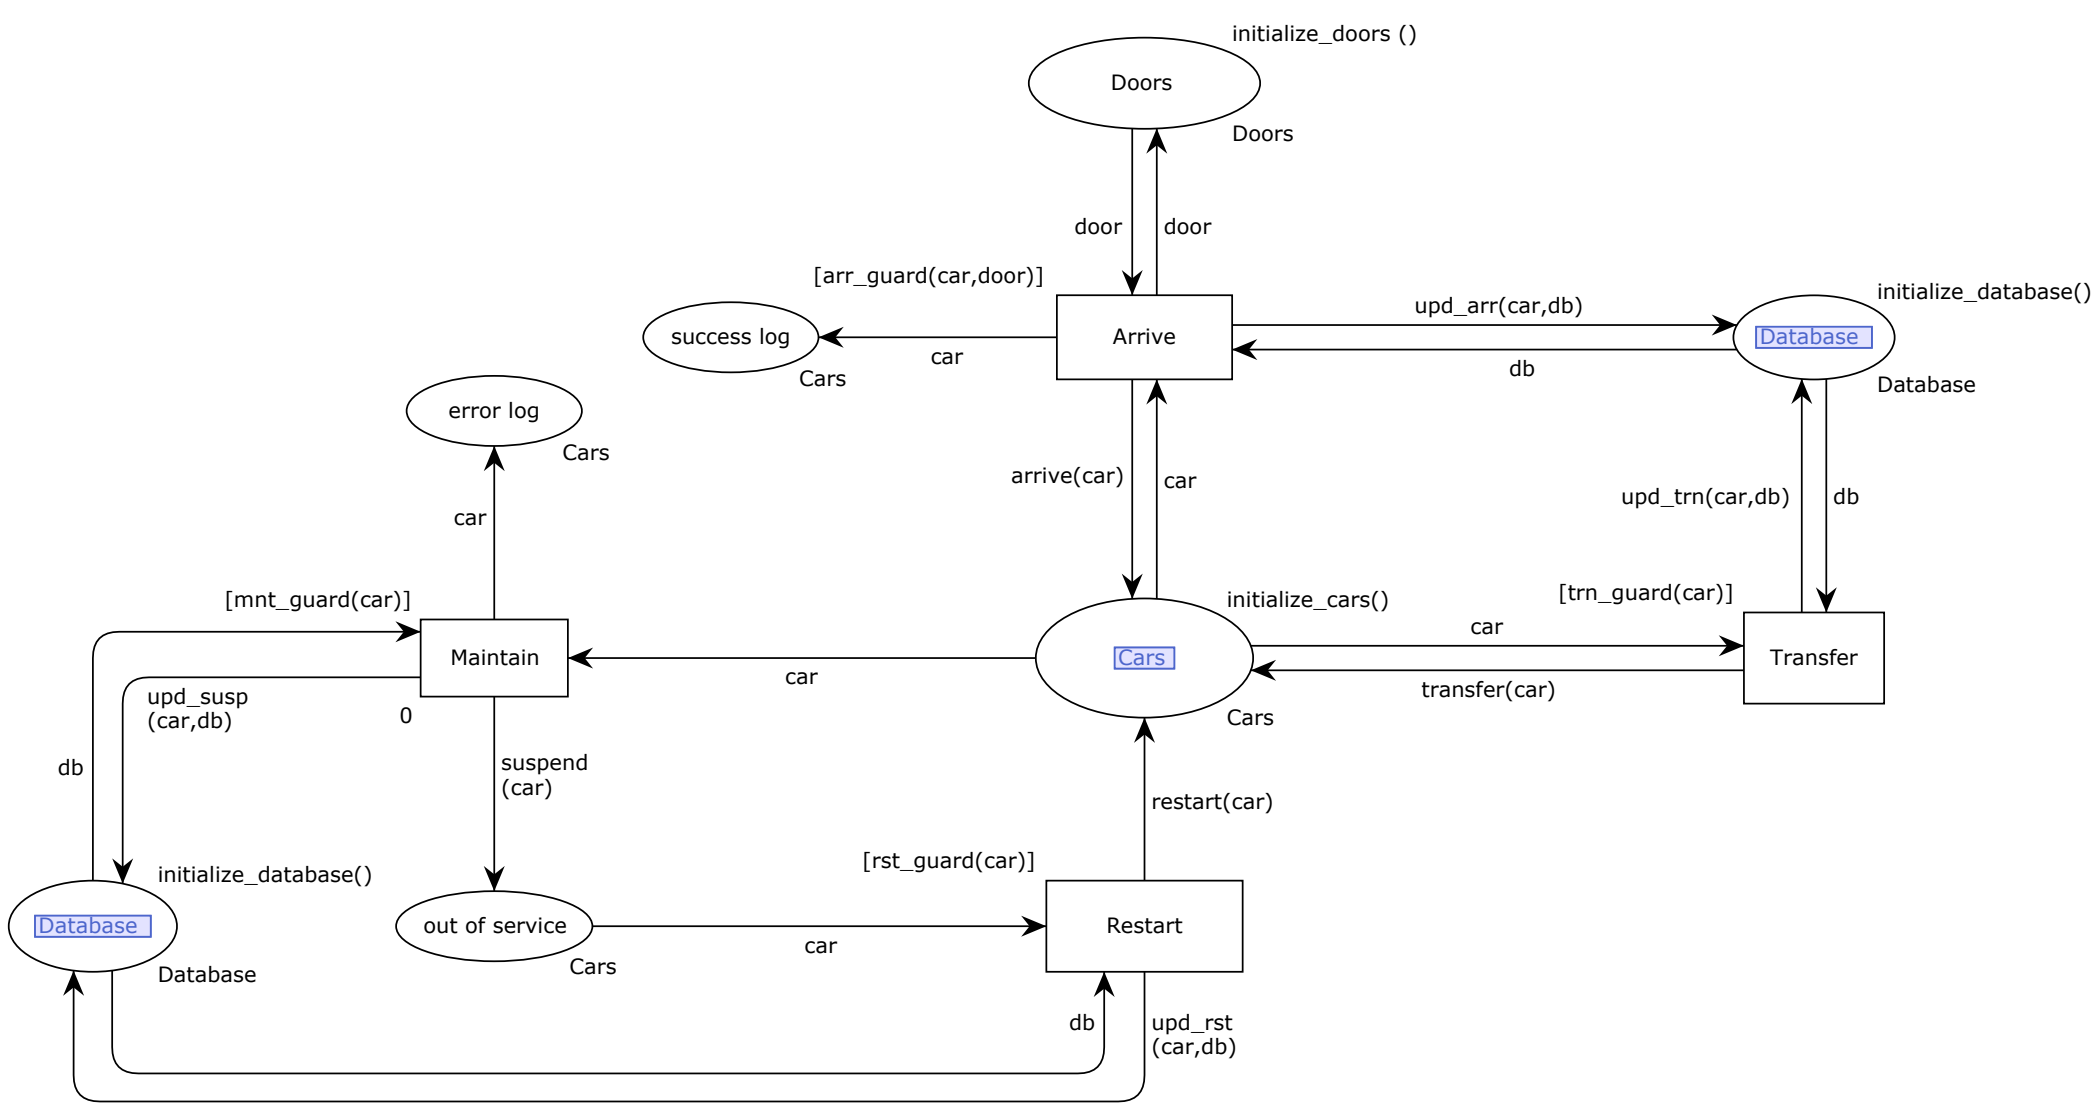 initialize_doors ()
Doors
Doors
door
door
[arr_guard(car,door)]
initialize_database()
upd_arr(car,db)
success log
Arrive
Database
car
db
Cars
Database
error log
Cars
arrive(car)
car
upd_trn(car,db)
db
car
[mnt_guard(car)]
initialize_cars()
[trn_guard(car)]
car
Maintain
Cars
Transfer
car
transfer(car)
upd_susp
(car,db)
0
Cars
db
suspend
(car)
restart(car)
[rst_guard(car)]
initialize_database()
Database
out of service
Restart
car
Cars
Database
db
upd_rst
(car,db)